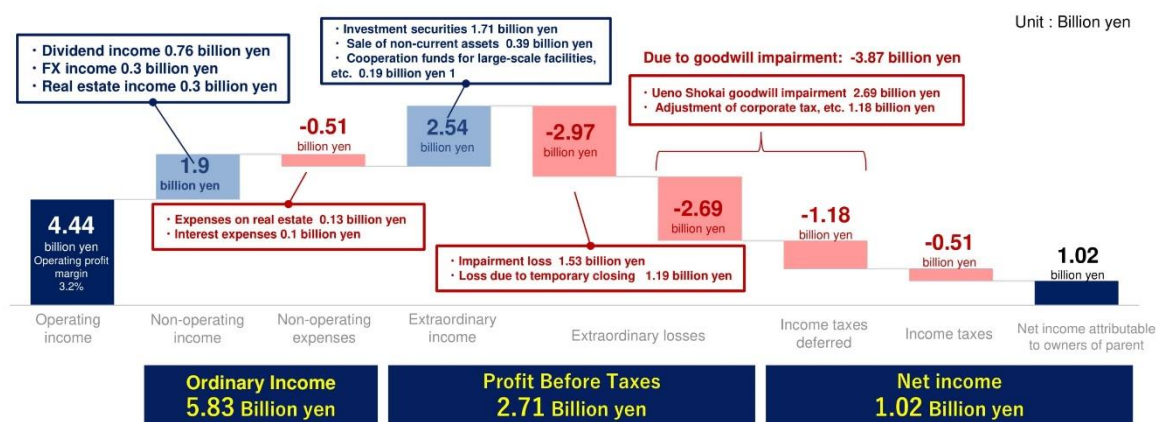 Unit : Billion yen
・Dividend income 0.76 billion yen
・FX income 0.3 billion yen
・Real estate income 0.3 billion yen
・Investment securities 1.71 billion yen
・Sale of non-current assets 0.39 billion yen
・Cooperation funds for large-scale facilities,
etc. 0.19 billion yen 1
Due to goodwill impairment: -3.87 billion yen
・Ueno Shokai goodwill impairment 2.69 billion yen
・Adjustment of corporate tax, etc. 1.18 billion yen
4.44
billion yen
Operating profit
margin
3.2%
1.9
billion yen
-0.51
billion yen
2.54
billion yen
-2.97
billion yen
-2.69
billion yen
-1.18
billion yen
-0.51
billion yen
1.02
billion yen
・Expenses on real estate 0.13 billion yen
・Interest expenses 0.1 billion yen
・Impairment loss 1.53 billion yen
・Loss due to temporary closing 1.19 billion yen
Operating
income
Non-operating
income
Non-operating
expenses
Extraordinary
income
Extraordinary losses
Income taxes
deferred
Income taxes
Net income attributable
to owners of parent
Ordinary Income
5.83 Billion yen
Profit Before Taxes
2.71 Billion yen
Net income
1.02 Billion yen